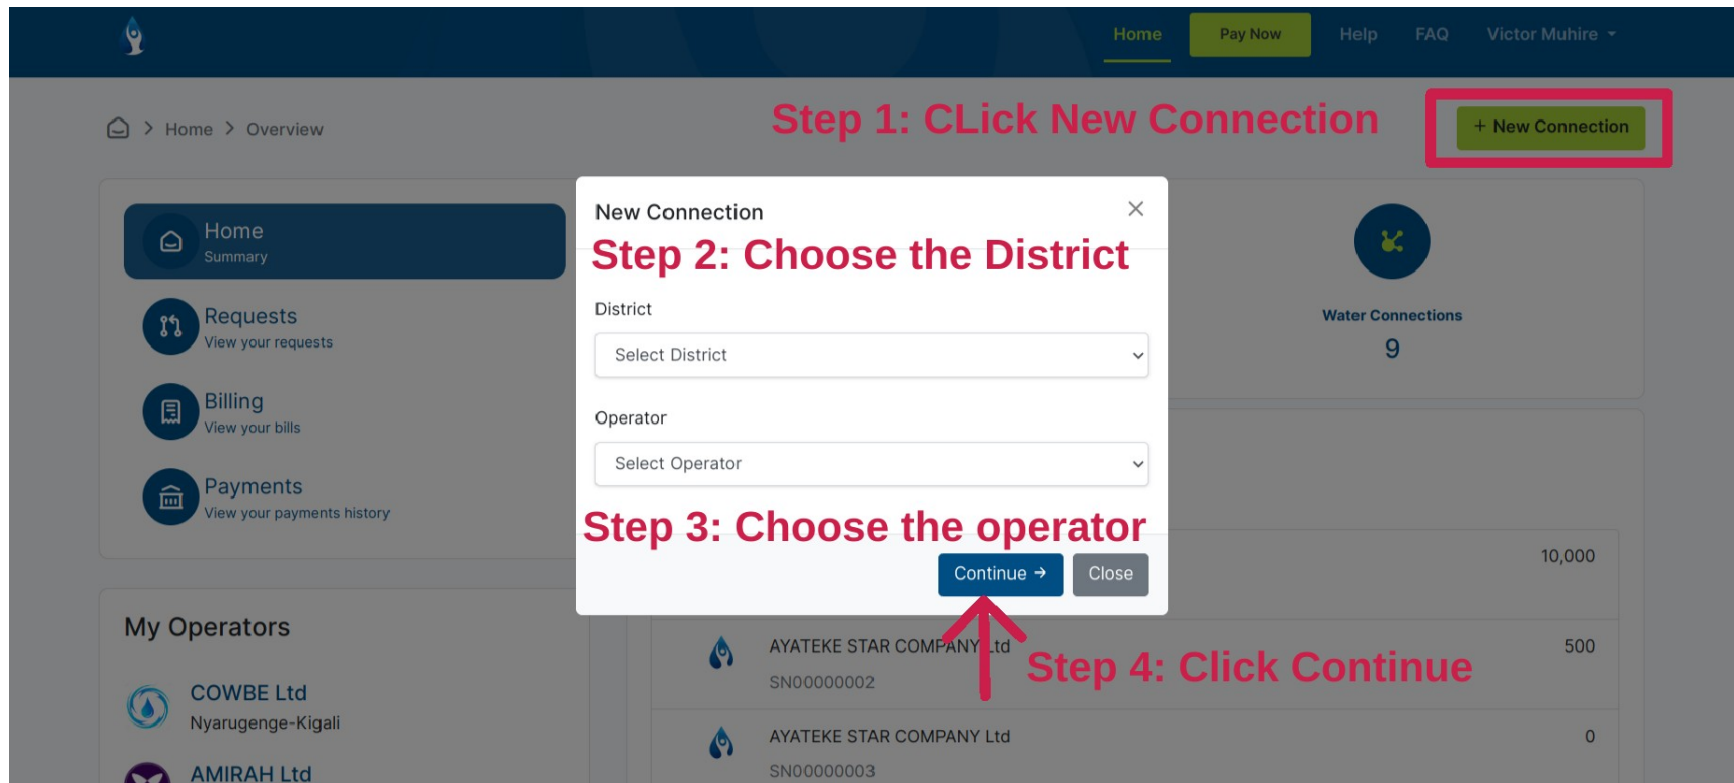 Home
Pay Now
Help
FAQ
Victor Muhire
Home > Overview
Step 1: CLick New Connection
+ New Connection
Home
Summary
Requests
View your requests
Billing
View your bills
Payments
View your payments history
New Connection
Step 2: Choose the District
District
Select District
Operator
Select Operator
Step 3: Choose the operator
Continue →
Close
Step 4: Click Continue
Water Connections
9
10,000
My Operators
COWBE Ltd
Nyarugenge-Kigali
AMIRAH Ltd
AYATEKE STAR COMPANY Ltd
500
SN00000002
AYATEKE STAR COMPANY Ltd
0
SN00000003